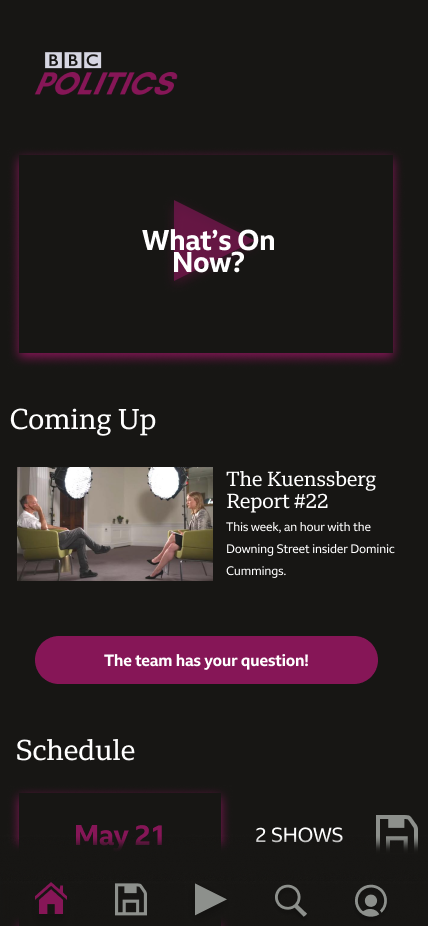 BBC
POLITICS
What's On
Now?
Coming Up
The Kuenssberg
Report #22
This week, an hour with the
Downing Street insider Dominic
Cummings.
The team has your question!
Schedule
May 21
2 SHOWS